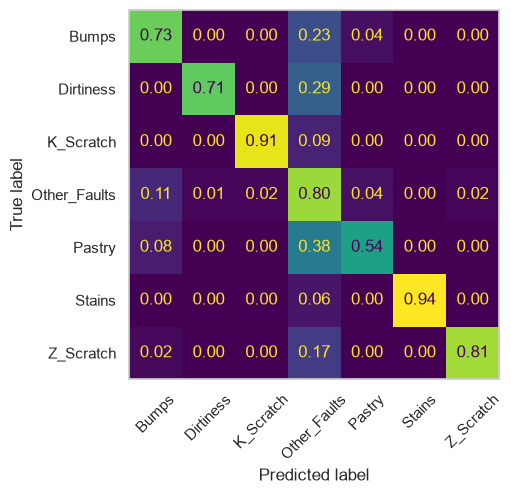 Bumps 0.73 0.00 0.00 0.23 0.04 0.00 0.00
Dirtiness 0.00 0.71 0.00 0.29 0.00 0.00 0.00
K_Scratch 0.00 0.00 0.91 0.09 0.00 0.00 0.00
Other_Faults 0.11 0.01 0.02 0.80 0.04 0.00 0.02
Pastry 0.08 0.00 0.00 0.38 0.54 0.00 0.00
Stains 0.00 0.00 0.00 0.06 0.00 0.94 0.00
Z_Scratch 0.02 0.00 0.00 0.17 0.00 0.00 0.81
True label
Bumps Dirtiness K_Scratch Other_Faults Pastry Stains Z_Scratch
Predicted label